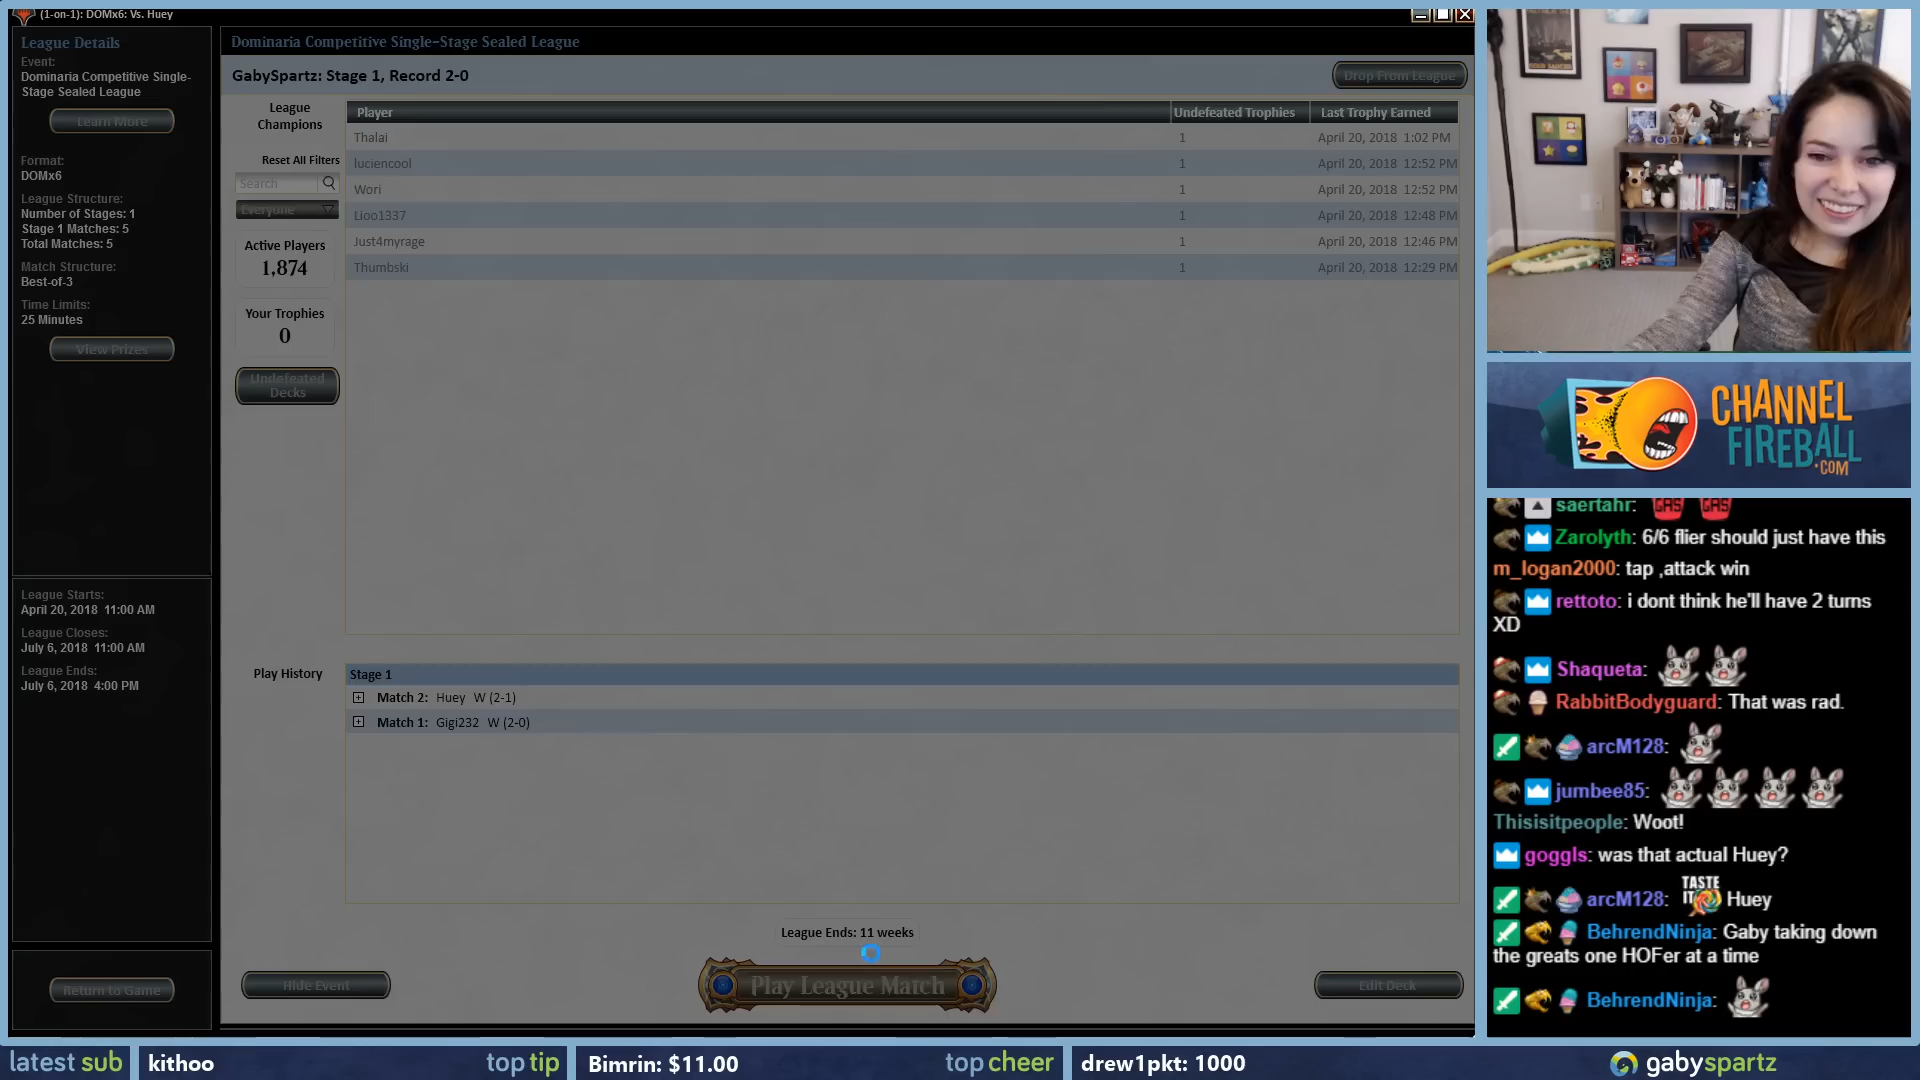 (1-on-1): DOMx6: Vs. Huey
League Details
Event:
Dominaria Competitive Single-
Stage Sealed League
Learn More
Format:
DOMx6
League Structure:
Number of Stages: 1
Stage 1 Matches: 5
Total Matches: 5
Match Structure:
Best-of-3
Time Limits:
25 Minutes
View Prizes
League Starts:
April 20, 2018 11:00 AM
League Closes:
July 6, 2018 11:00 AM
League Ends:
July 6, 2018 4:00 PM
Return to Game
Dominaria Competitive Single-Stage Sealed League
GabySpartz: Stage 1, Record 2-0
Drop From League
League
Champions
Reset All Filters
Search
Everyone
Active Players
1,874
Your Trophies
0
Undefeated
Decks
Player Undefeated Trophies Last Trophy Earned
Thalai 1 April 20, 2018 1:02 PM
luciencool 1 April 20, 2018 12:52 PM
Wori 1 April 20, 2018 12:52 PM
Lioo1337 1 April 20, 2018 12:48 PM
Just4myrage 1 April 20, 2018 12:46 PM
Thumbski 1 April 20, 2018 12:29 PM
Play History
Stage 1
Match 2: Huey W (2-1)
Match 1: Gigi232 W (2-0)
League Ends: 11 weeks
Hide Event
Play League Match
Edit Deck
CHANNEL
FIREBALL
.COM
saertahr: GAS GAS
Zarolyth: 6/6 flier should just have this
m_logan2000: tap ,attack win
rettoto: i dont think he'll have 2 turns
XD
Shaqueta:
RabbitBodyguard: That was rad.
arcM128:
jumbee85:
Thisisitpeople: Woot!
goggls: was that actual Huey?
arcM128: TASTE IT Huey
BehrendNinja: Gaby taking down
the greats one HOFer at a time
BehrendNinja:
latest sub kithoo
top tip Bimrin: $11.00
top cheer drew1pkt: 1000
gabyspartz